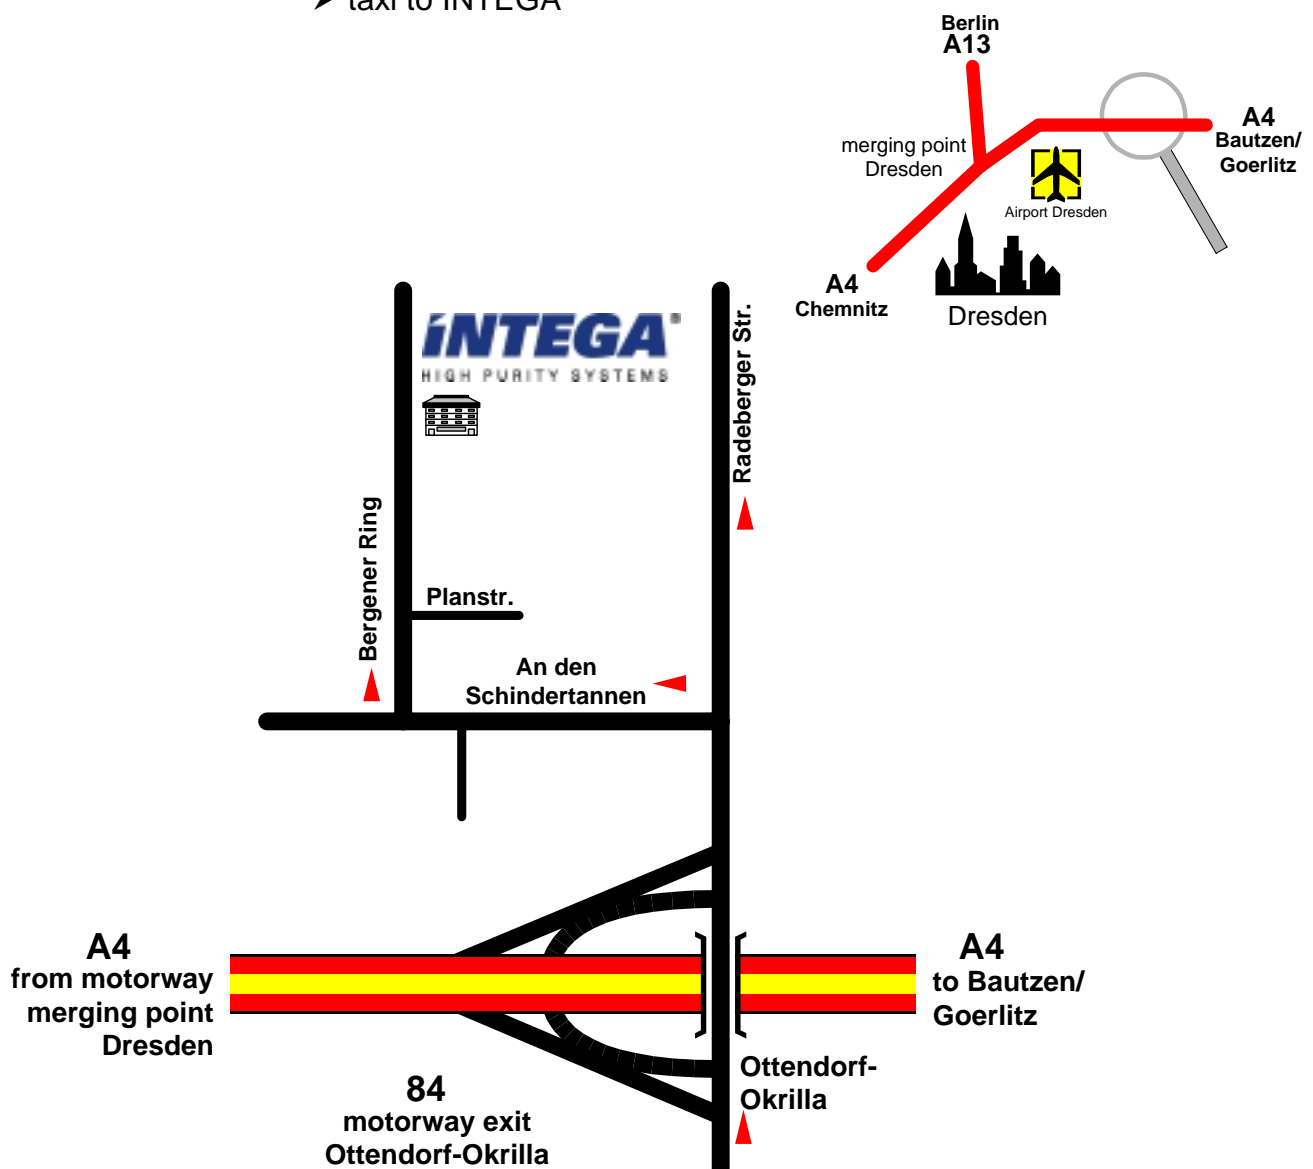 ➤ taxi to INTEGA
Berlin
A13
A4
Bautzen/
Goerlitz
merging point
Dresden
Airport Dresden
A4
Chemnitz
Dresden
iNTEGA®
HIGH PURITY SYSTEMS
Radeberger Str.
Bergener Ring
Planstr.
An den
Schindertannen
A4
from motorway
merging point
Dresden
A4
to Bautzen/
Goerlitz
Ottendorf-
Okrilla
84
motorway exit
Ottendorf-Okrilla